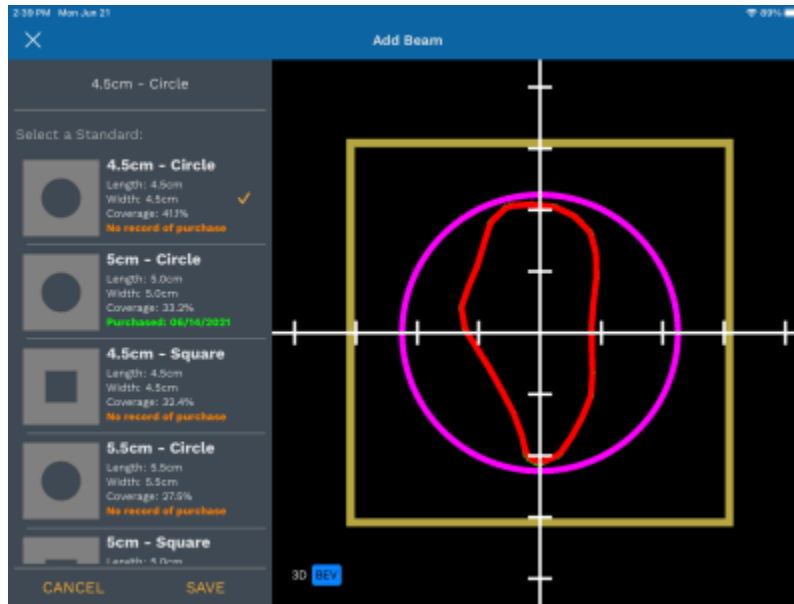 2:39 PM Mon Jun 21
89%
Add Beam
4.5cm - Circle
Select a Standard:
4.5cm - Circle
Length: 4.5cm
Width: 4.5cm
Coverage: 41.1%
No record of purchase
5cm - Circle
Length: 5.0cm
Width: 5.0cm
Coverage: 33.2%
Purchased: 06/14/2021
4.5cm - Square
Length: 4.5cm
Width: 4.5cm
Coverage: 32.4%
No record of purchase
5.5cm - Circle
Length: 5.5cm
Width: 5.5cm
Coverage: 27.5%
No record of purchase
5cm - Square
Length: 5.0cm
CANCEL SAVE
3D BEV